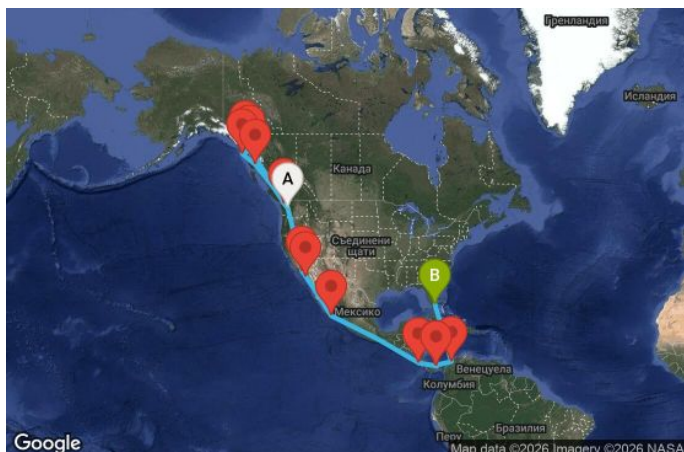 Гренландия
Исландия
Канада
A
Съединени
щати
B
Мексико
Венецуела
Колумбия
Перу
Бразилия
Google
Map data ©2026 Imagery ©2026 NASA